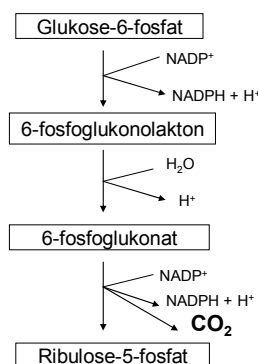 Glukose-6-fosfat
NADP⁺
NADPH + H⁺
6-fosfoglukonolakton
H₂O
H⁺
6-fosfoglukonat
NADP⁺
NADPH + H⁺
CO₂
Ribulose-5-fosfat